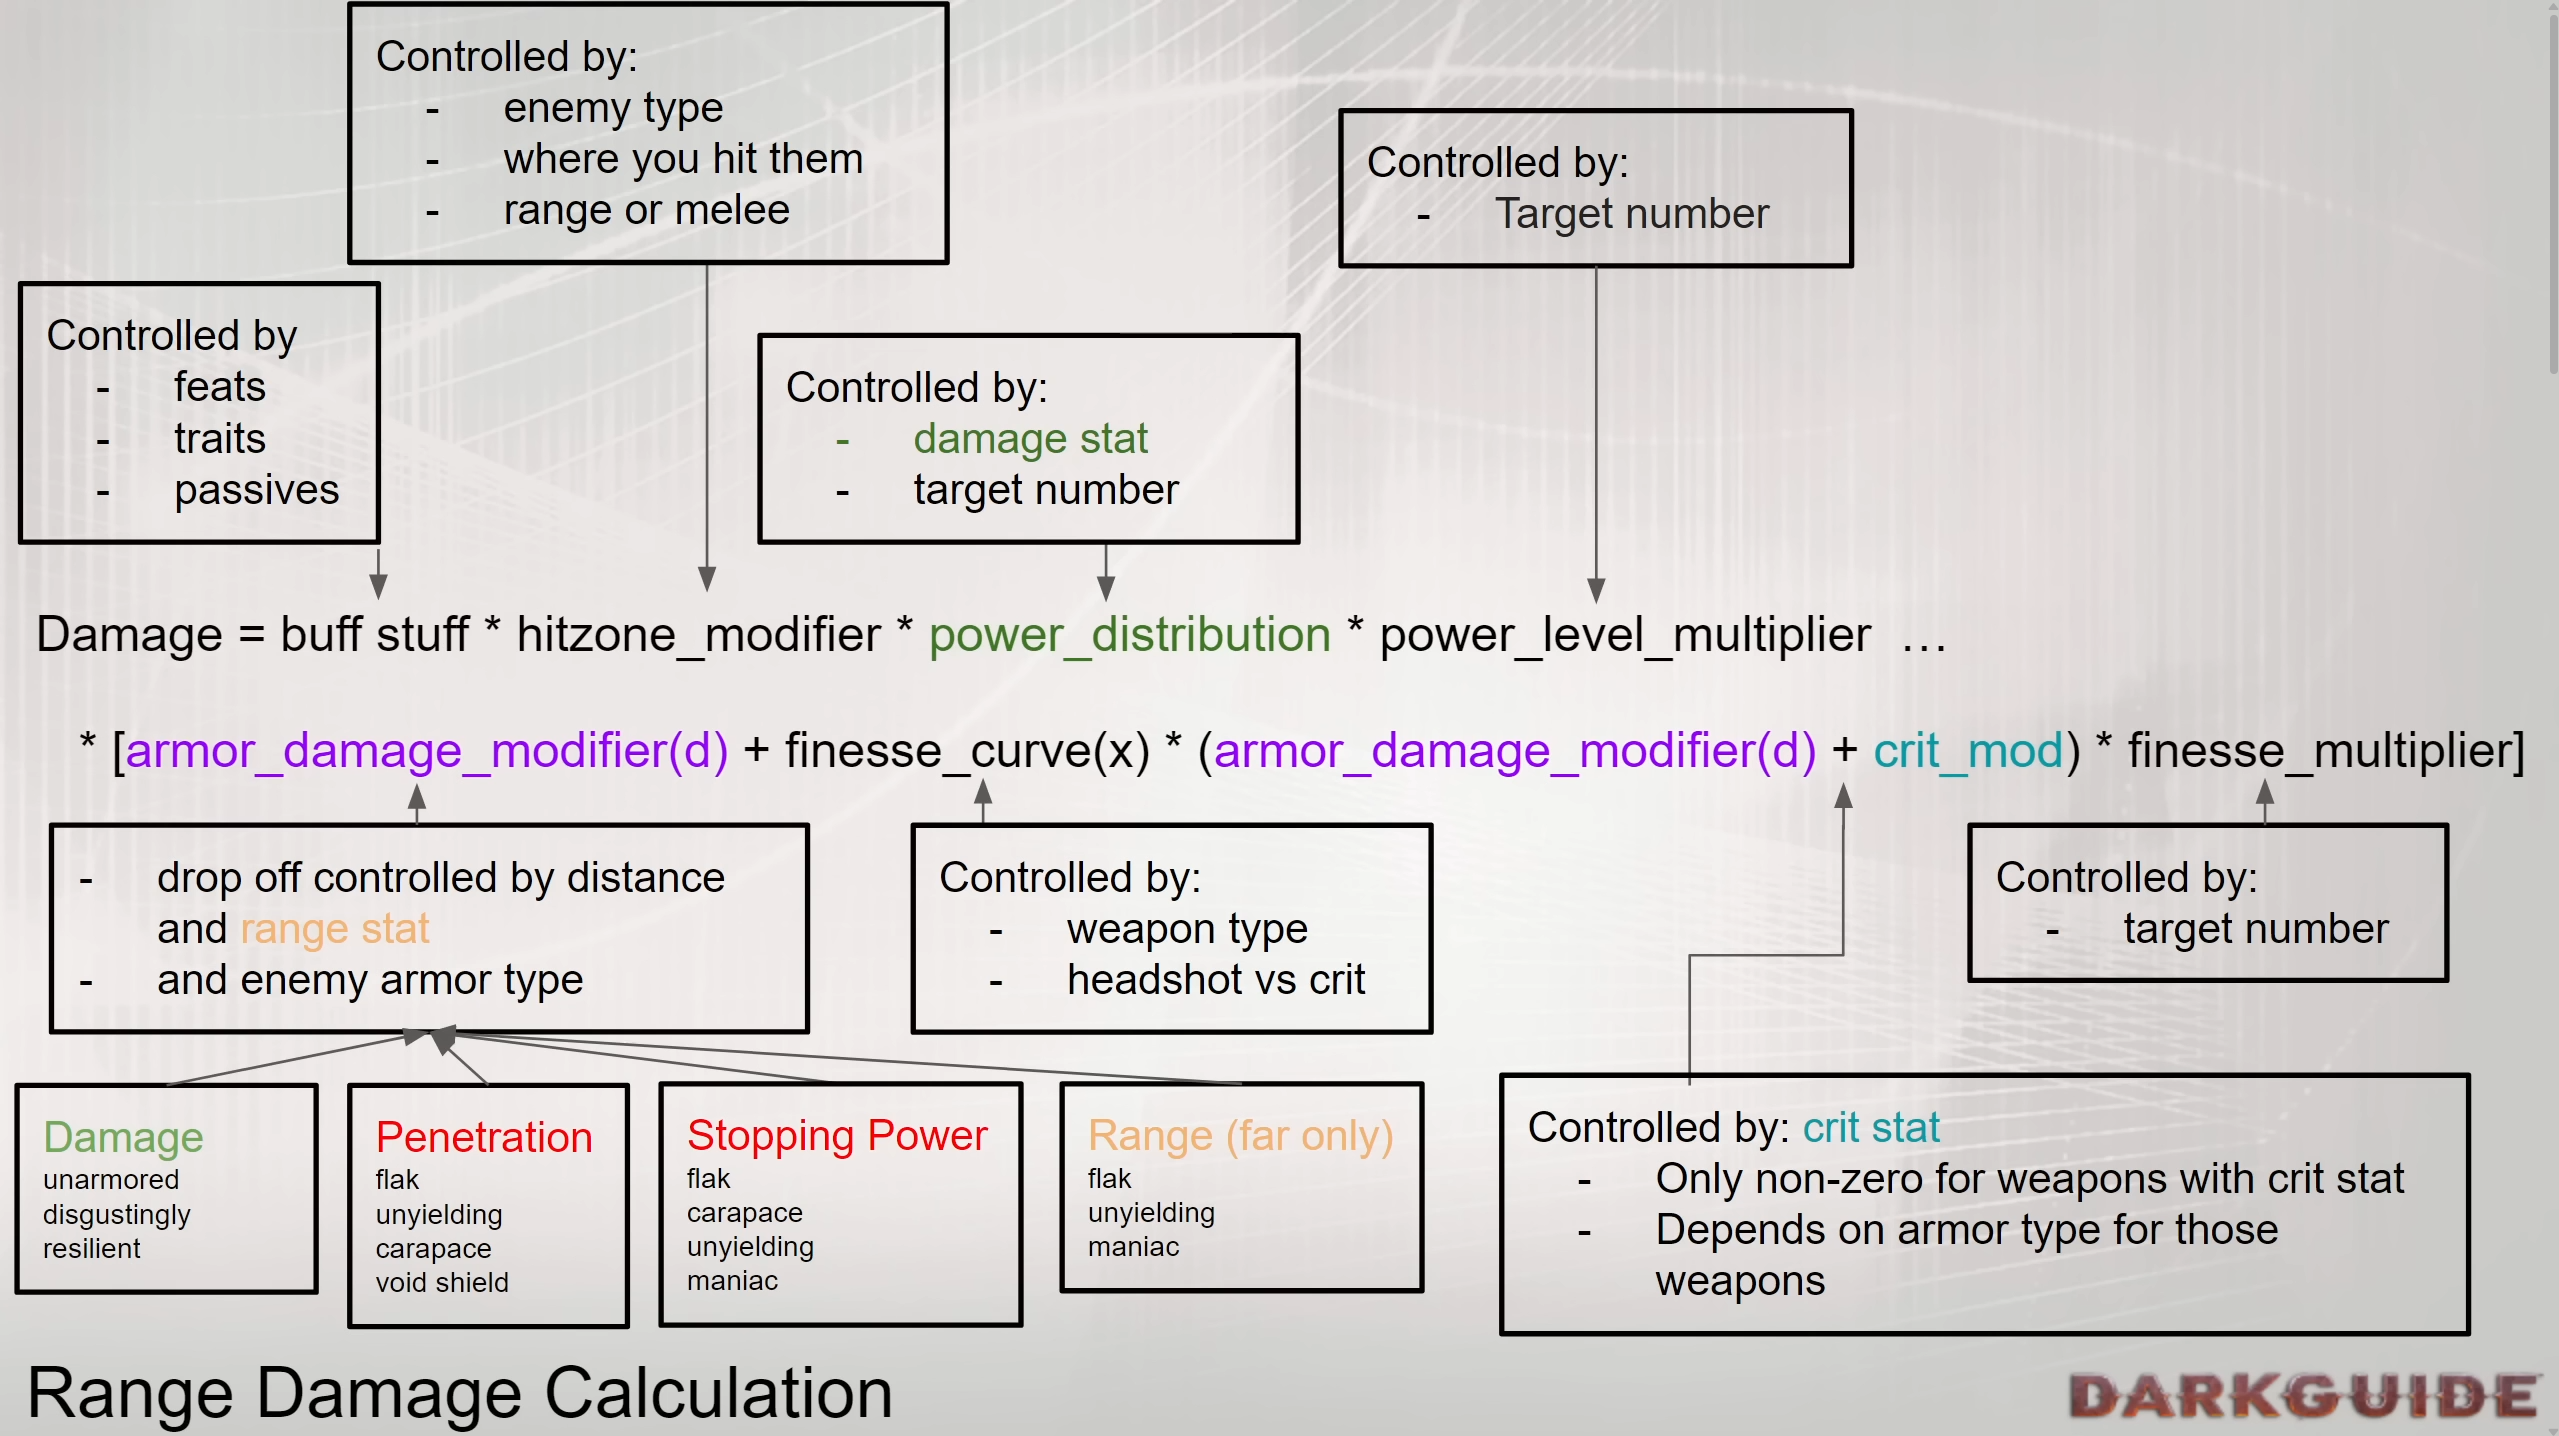 Controlled by:
- enemy type
- where you hit them
- range or melee
Controlled by:
- Target number
Controlled by
- feats
- traits
- passives
Controlled by:
- damage stat
- target number
Damage = buff stuff * hitzone_modifier * power_distribution * power_level_multiplier …
* [armor_damage_modifier(d) + finesse_curve(x) * (armor_damage_modifier(d) + crit_mod) * finesse_multiplier]
- drop off controlled by distance
and range stat
- and enemy armor type
Controlled by:
- weapon type
- headshot vs crit
Controlled by:
- target number
Damage
unarmored
disgustingly
resilient
Penetration
flak
unyielding
carapace
void shield
Stopping Power
flak
carapace
unyielding
maniac
Range (far only)
flak
unyielding
maniac
Controlled by: crit stat
- Only non-zero for weapons with crit stat
- Depends on armor type for those
weapons
Range Damage Calculation
DARKGUIDE